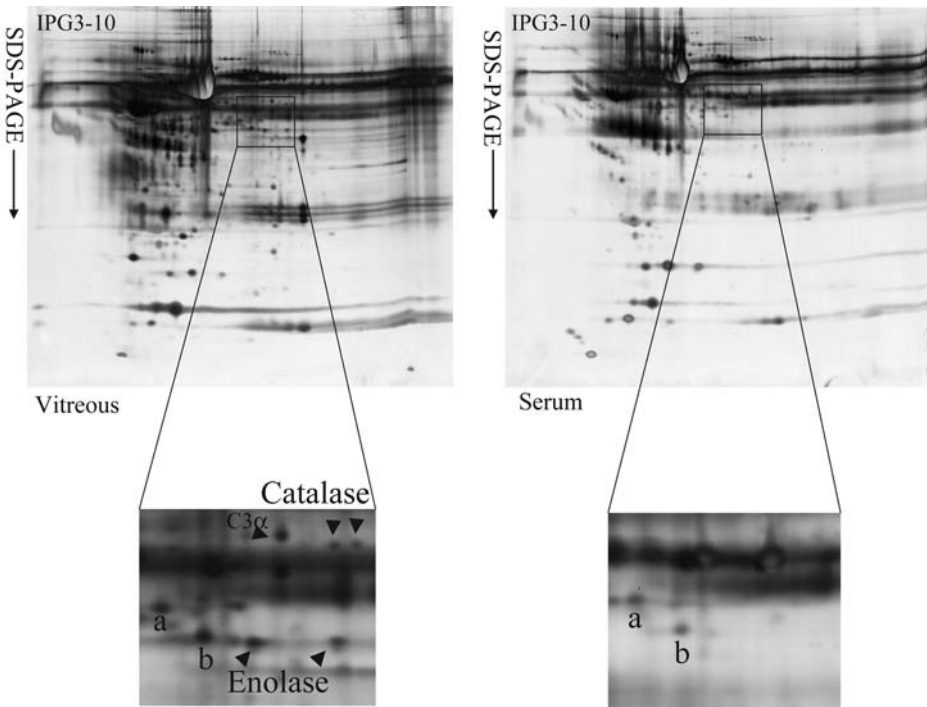 IPG3-10
SDS-PAGE
Vitreous
IPG3-10
SDS-PAGE
Serum
Catalase
C3α
a
b
Enolase
a
b